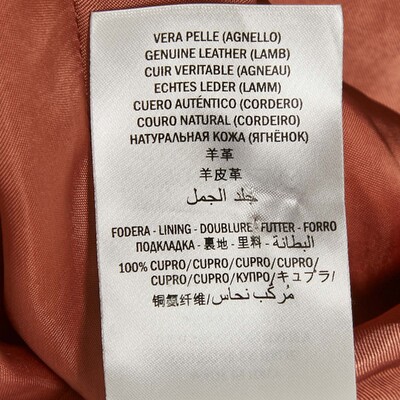 VERA PELLE (AGNELLO)
GENUINE LEATHER (LAMB)
CUIR VERITABLE (AGNEAU)
ECHTES LEDER (LAMM)
CUERO AUTÉNTICO (CORDERO)
COURO NATURAL (CORDEIRO)
НАТУРАЛЬНАЯ КОЖА (ЯГНЁНОК)
羊革
羊皮革
جلد الجمل
FODERA - LINING - DOUBLURE - FUTTER - FORRO
ПОДКЛАДКА - 裏地 - 里料 - البطانة
100% CUPRO/CUPRO/CUPRO/CUPRO/
CUPRO/CUPRO/КУПРО/キュプラ/
铜氨纤维/مُركّب نحاس/